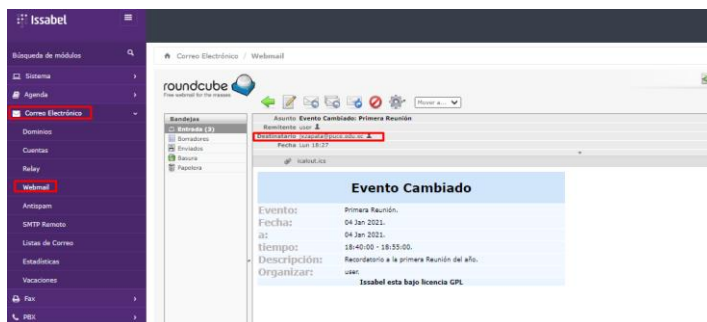 Issabel
Búsqueda de módulos
Sistema
Agenda
Correo Electrónico
Dominios
Cuentas
Relay
Webmail
Antispam
SMTP Remoto
Listas de Correo
Estadísticas
Vacaciones
Fax
PBX
Correo Electrónico / Webmail
roundcube
Free webmail for the masses
Mover a...
Bandejas
Entrada (3)
Borradores
Enviados
Basura
Papelera
Asunto Evento Cambiado: Primera Reunión
Remitente user
Destinatario
Fecha Lun 18:27
icalout.ics
Evento Cambiado
Evento: Primera Reunión.
Fecha: 04 Jan 2021.
a: 04 Jan 2021.
tiempo: 18:40:00 - 18:55:00.
Descripción: Recordatorio a la primera Reunión del año.
Organizar: user.
Issabel esta bajo licencia GPL